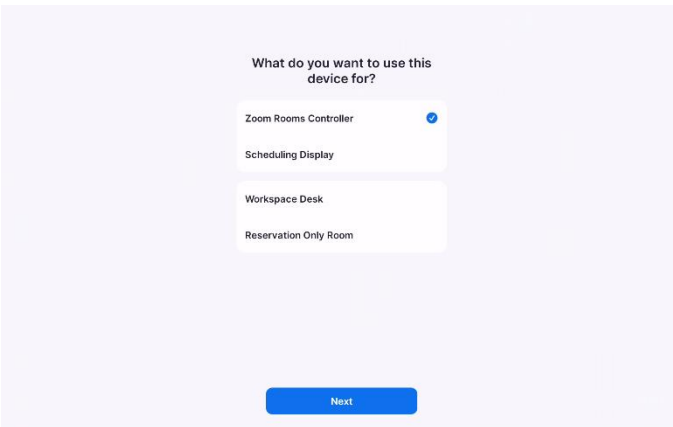 What do you want to use this
device for?
Zoom Rooms Controller
Scheduling Display
Workspace Desk
Reservation Only Room
Next